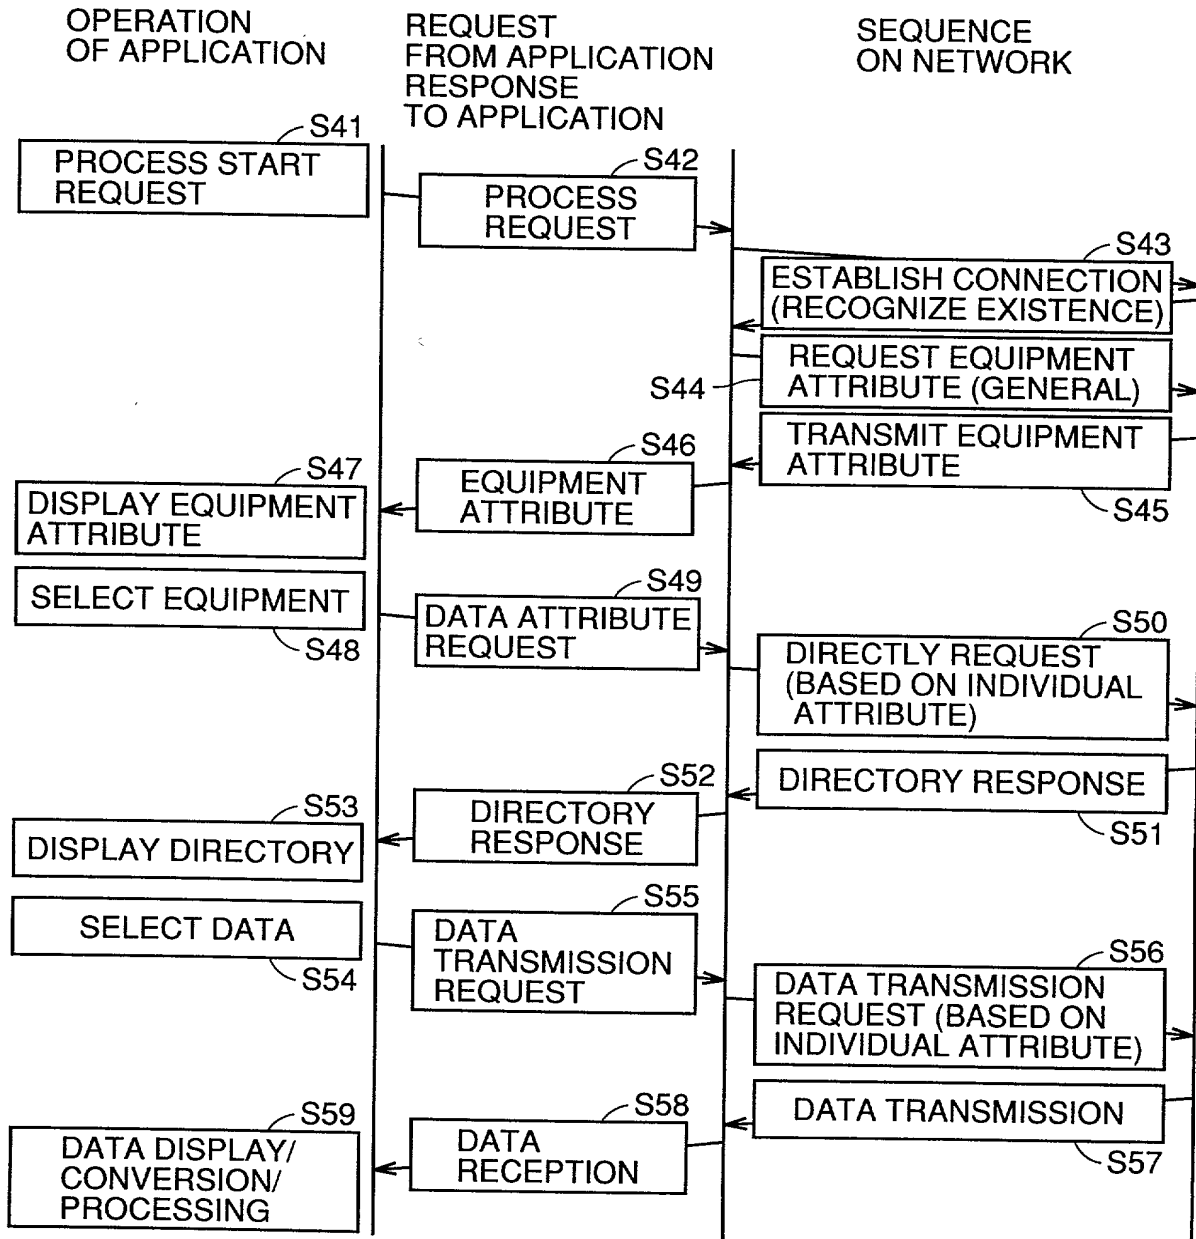 OPERATION
OF APPLICATION
REQUEST
FROM APPLICATION
RESPONSE
TO APPLICATION
SEQUENCE
ON NETWORK
S41
PROCESS START
REQUEST
S42
PROCESS
REQUEST
S43
ESTABLISH CONNECTION
(RECOGNIZE EXISTENCE)
S44
REQUEST EQUIPMENT
ATTRIBUTE (GENERAL)
TRANSMIT EQUIPMENT
ATTRIBUTE
S45
S46
EQUIPMENT
ATTRIBUTE
S47
DISPLAY EQUIPMENT
ATTRIBUTE
SELECT EQUIPMENT
S48
S49
DATA ATTRIBUTE
REQUEST
S50
DIRECTLY REQUEST
(BASED ON INDIVIDUAL
ATTRIBUTE)
DIRECTORY RESPONSE
S51
S52
DIRECTORY
RESPONSE
S53
DISPLAY DIRECTORY
SELECT DATA
S54
S55
DATA
TRANSMISSION
REQUEST
S56
DATA TRANSMISSION
REQUEST (BASED ON
INDIVIDUAL ATTRIBUTE)
DATA TRANSMISSION
S57
S58
DATA
RECEPTION
S59
DATA DISPLAY/
CONVERSION/
PROCESSING